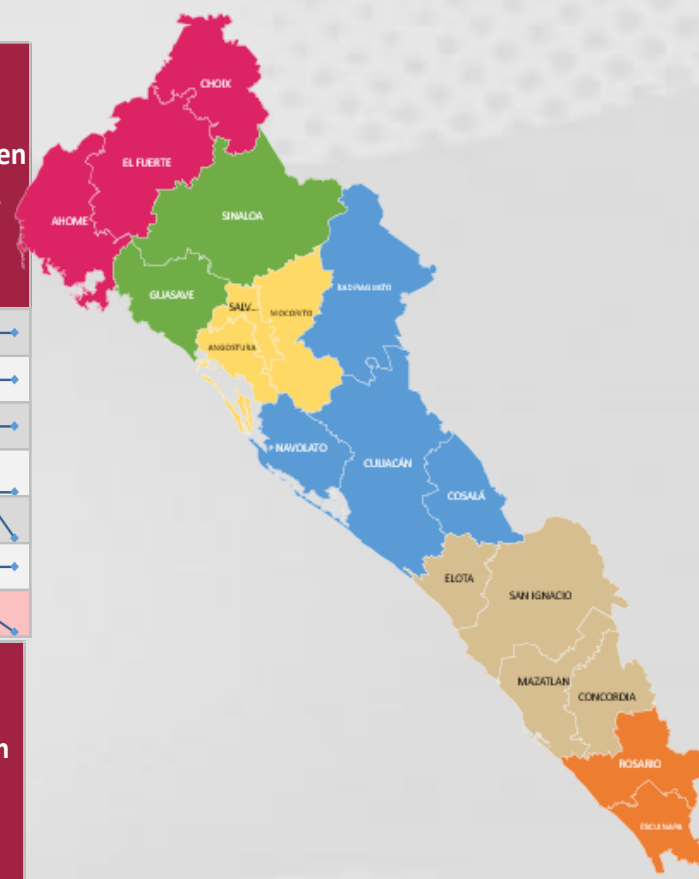 en
CHOIX
EL FUERTE
AHOME
SINALOA
BADIRAGUATO
GUASAVE
SALV...
MOCORITO
ANGOSTURA
NAVOLATO
CULIACÁN
COSALÁ
ELOTA
SAN IGNACIO
MAZATLAN
CONCORDIA
n
ROSARIO
ESCUINAPA